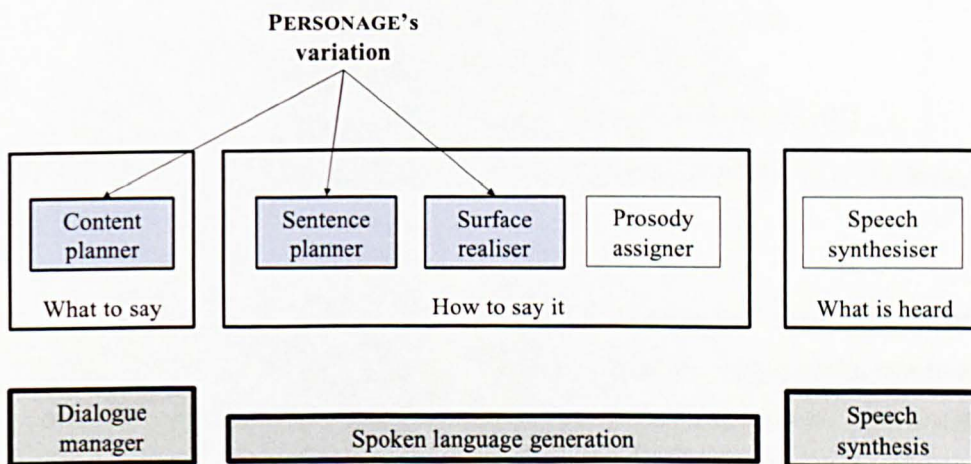 PERSONAGE's
variation
Content
planner
Sentence
planner
Surface
realiser
Prosody
assigner
Speech
synthesiser
What to say
How to say it
What is heard
Dialogue
manager
Spoken language generation
Speech
synthesis